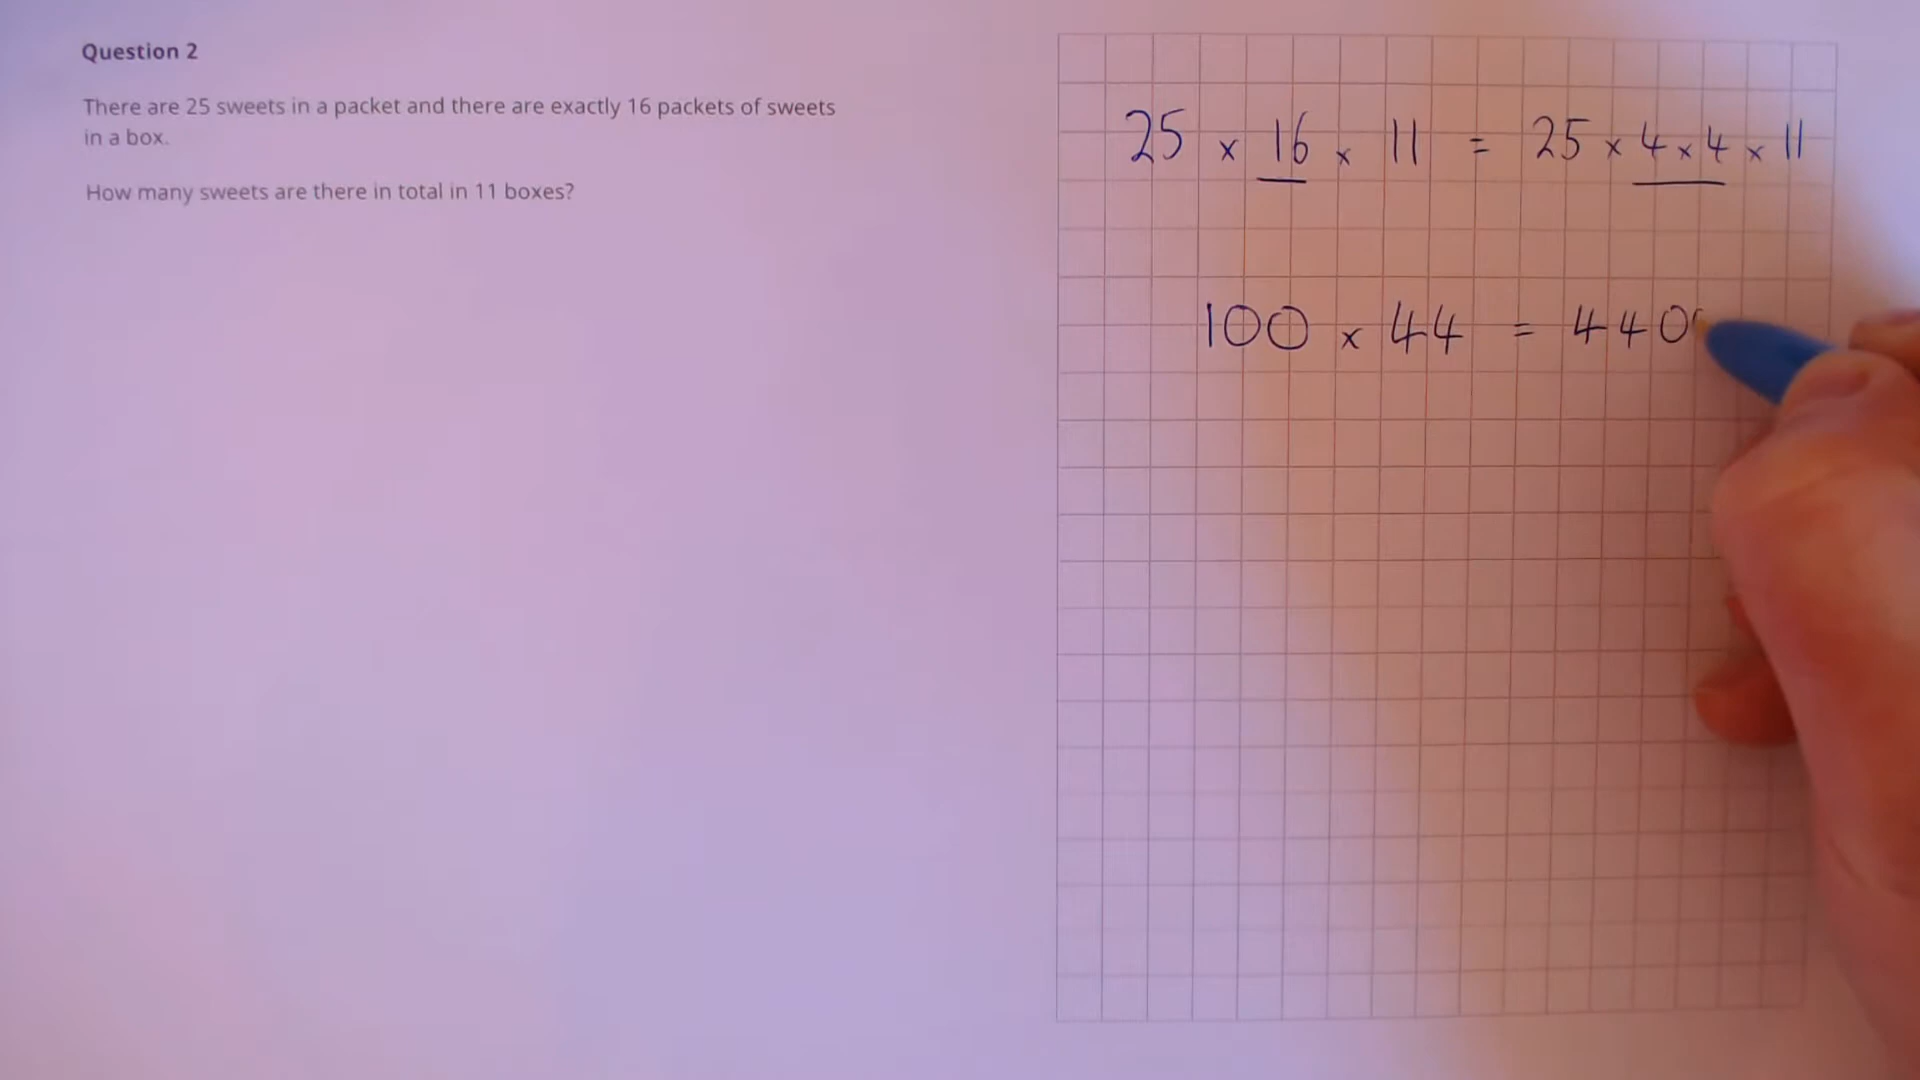 Question 2
There are 25 sweets in a packet and there are exactly 16 packets of sweets
in a box.
How many sweets are there in total in 11 boxes?
25 × 16 × 11 = 25 × 4 × 4 × 11
100 × 44 = 440